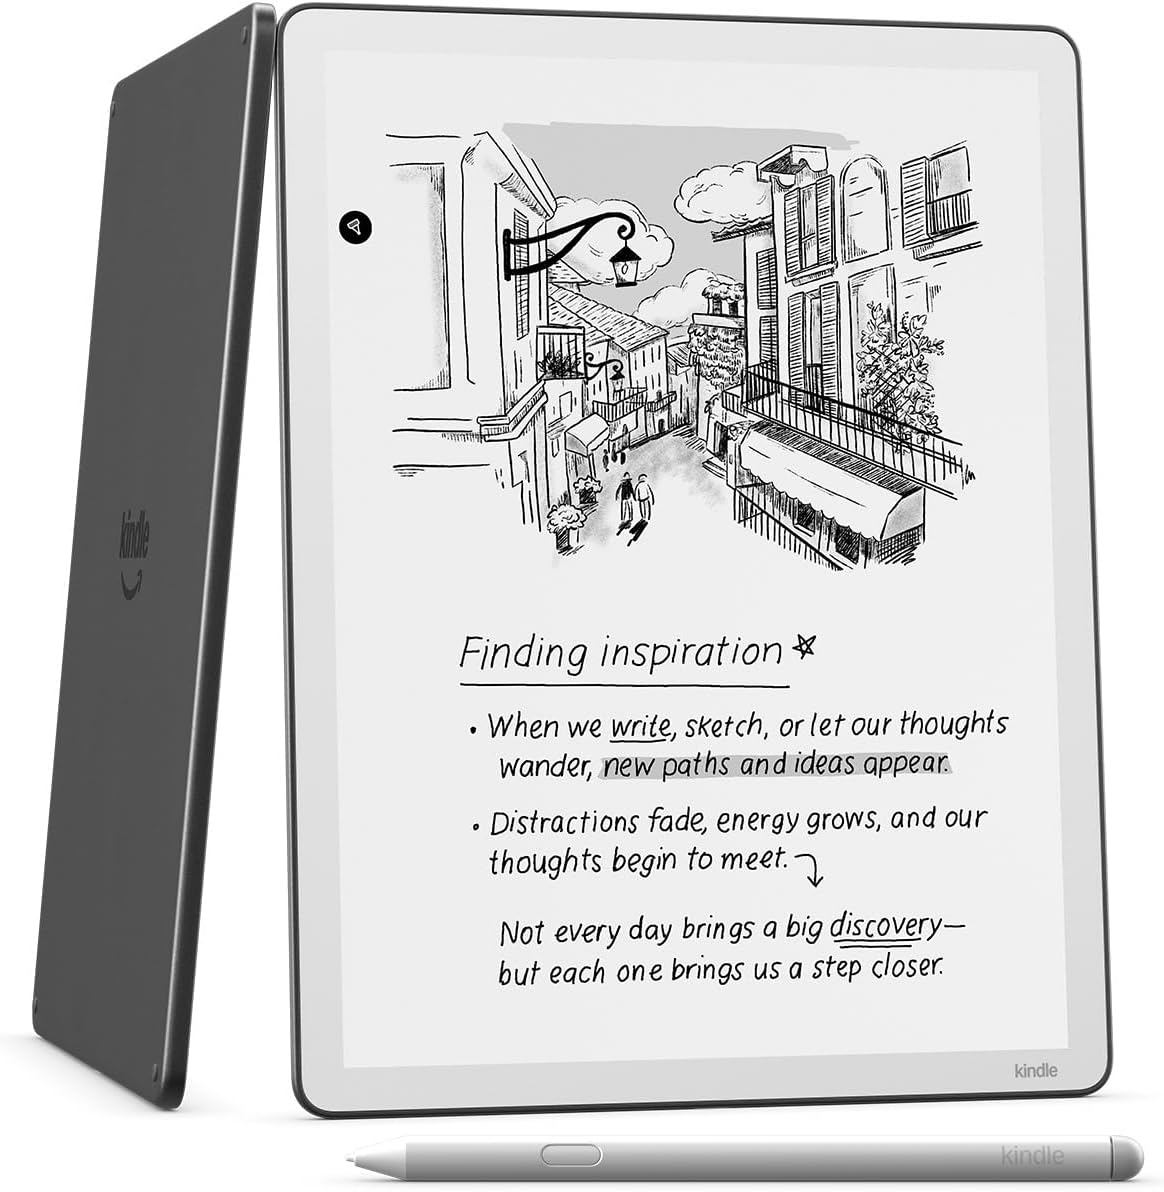 kindle
Finding inspiration
• When we write, sketch, or let our thoughts
wander, new paths and ideas appear.
• Distractions fade, energy grows, and our
thoughts begin to meet.
Not every day brings a big discovery—
but each one brings us a step closer.
kindle
kindle